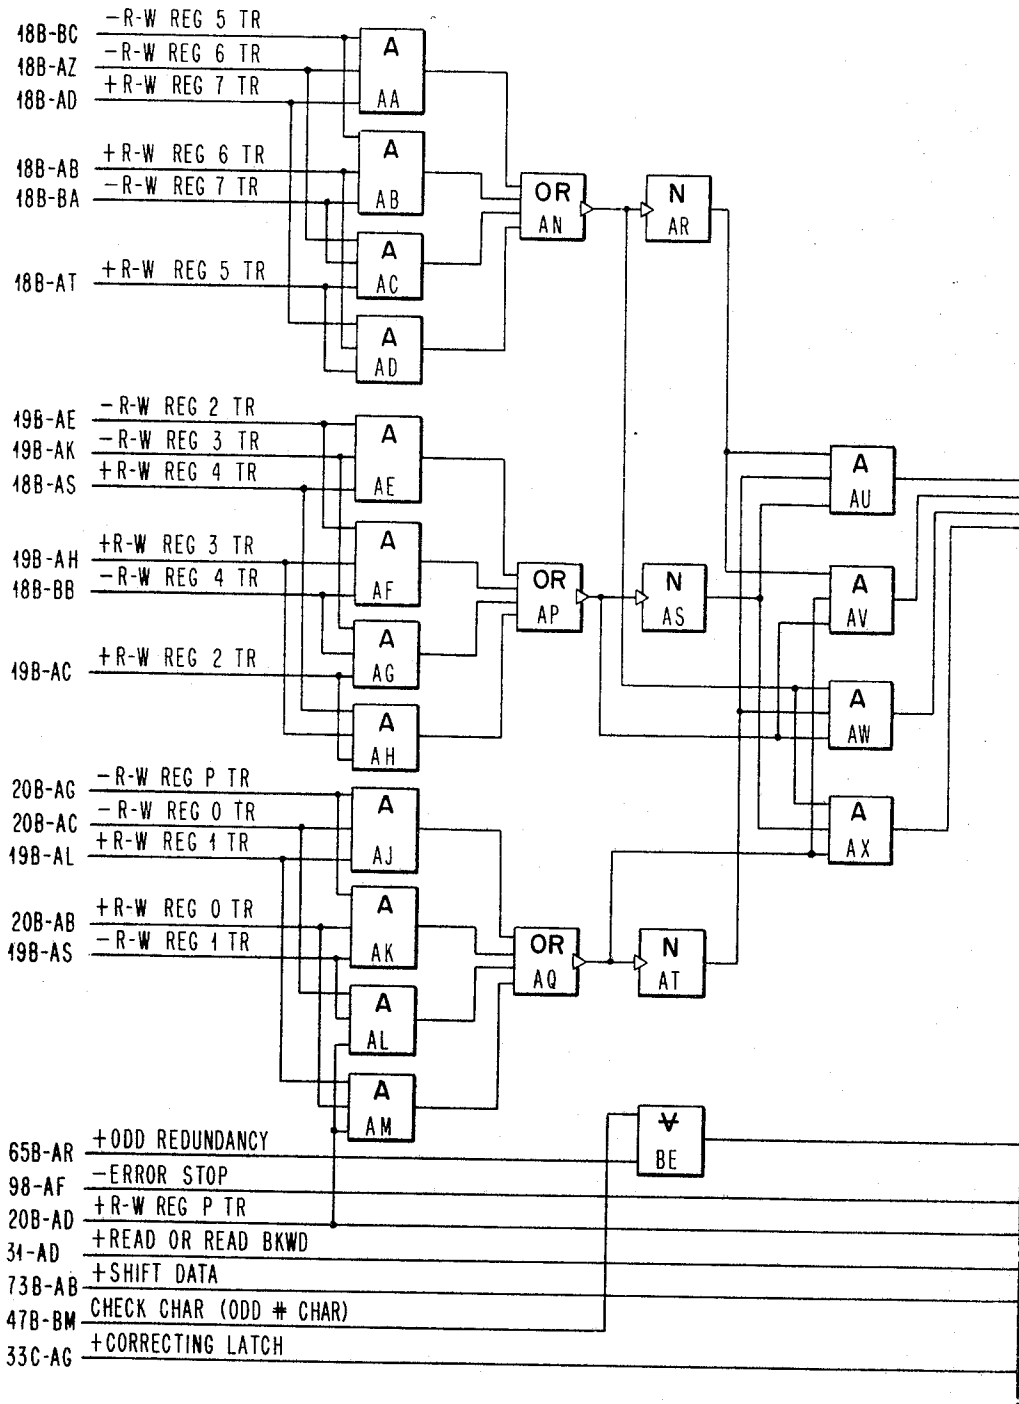 18B-BC -R-W REG 5 TR
18B-AZ -R-W REG 6 TR
18B-AD +R-W REG 7 TR
A
AA
18B-AB +R-W REG 6 TR
18B-BA -R-W REG 7 TR
A
AB
OR
AN
N
AR
18B-AT +R-W REG 5 TR
A
AC
A
AD
19B-AE -R-W REG 2 TR
19B-AK -R-W REG 3 TR
18B-AS +R-W REG 4 TR
A
AE
A
AU
19B-AH +R-W REG 3 TR
18B-BB -R-W REG 4 TR
A
AF
OR
AP
N
AS
A
AV
19B-AC +R-W REG 2 TR
A
AG
A
AH
A
AW
20B-AG -R-W REG P TR
20B-AC -R-W REG 0 TR
19B-AL +R-W REG 1 TR
A
AJ
A
AX
20B-AB +R-W REG 0 TR
19B-AS -R-W REG 1 TR
A
AK
OR
AQ
N
AT
A
AL
A
AM
65B-AR +ODD REDUNDANCY
∀
BE
98-AF -ERROR STOP
20B-AD +R-W REG P TR
31-AD +READ OR READ BKWD
73B-AB +SHIFT DATA
47B-BM CHECK CHAR (ODD # CHAR)
33C-AG +CORRECTING LATCH